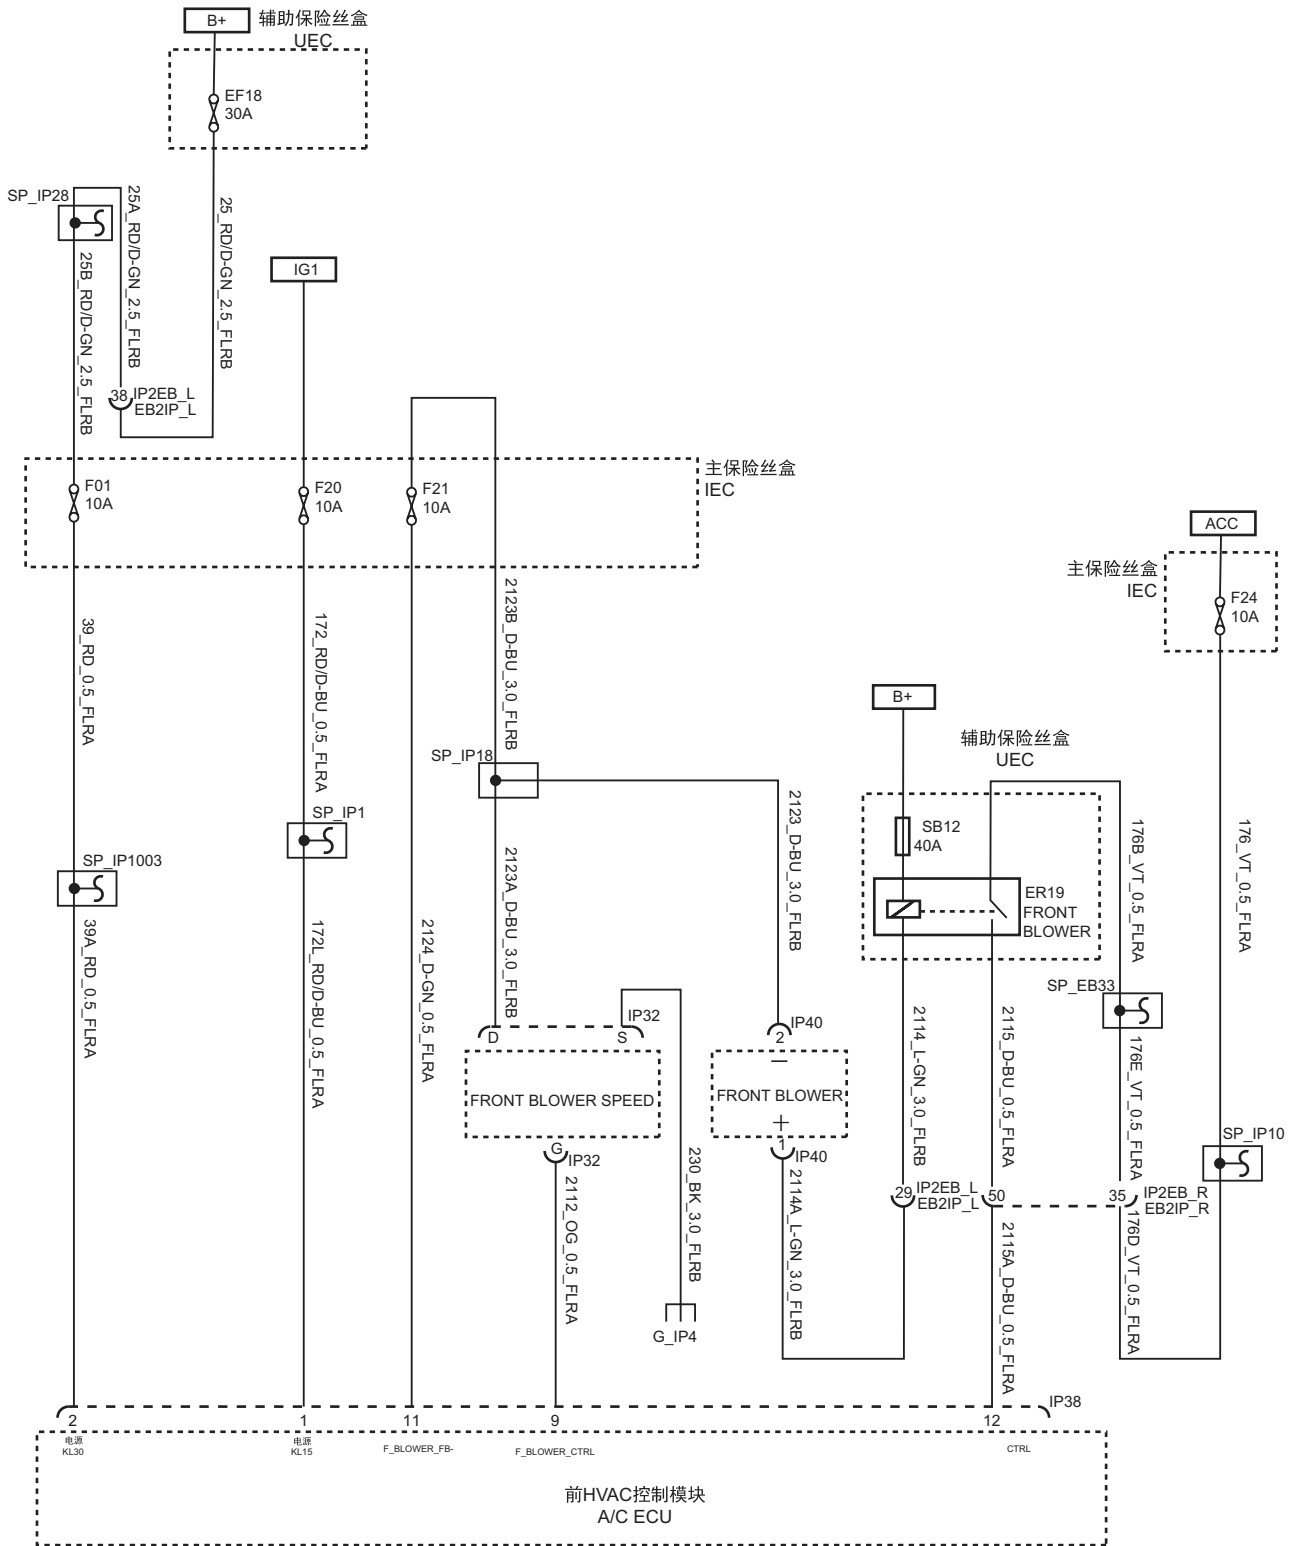 B+
辅助保险丝盒
UEC
EF18
30A
SP_IP28
25A_RD/D-GN_2.5_FLRB
25_RD/D-GN_2.5_FLRB
25B_RD/D-GN_2.5_FLRB
IG1
38
IP2EB_L
EB2IP_L
主保险丝盒
IEC
F01
10A
F20
10A
F21
10A
ACC
主保险丝盒
IEC
F24
10A
39_RD_0.5_FLRA
172_RD/D-BU_0.5_FLRA
2123B_D-BU_3.0_FLRB
B+
辅助保险丝盒
UEC
SP_IP18
SP_IP1
SP_IP1003
2123_D-BU_3.0_FLRB
SB12
40A
176B_VT_0.5_FLRA
176_VT_0.5_FLRA
2123A_D-BU_3.0_FLRB
ER19
FRONT
BLOWER
39A_RD_0.5_FLRA
172L_RD/D-BU_0.5_FLRA
2124_D-GN_0.5_FLRA
SP_EB33
IP32
D
S
IP40
2
2114_L-GN_3.0_FLRB
2115_D-BU_0.5_FLRA
176E_VT_0.5_FLRA
FRONT BLOWER SPEED
—
FRONT BLOWER
+
SP_IP10
G
IP32
1
IP40
2112_OG_0.5_FLRA
230_BK_3.0_FLRB
2114A_L-GN_3.0_FLRB
29
IP2EB_L
EB2IP_L
50
35
IP2EB_R
EB2IP_R
2115A_D-BU_0.5_FLRA
176D_VT_0.5_FLRA
G_IP4
IP38
2
1
11
9
12
电源
KL30
电源
KL15
F_BLOWER_FB-
F_BLOWER_CTRL
CTRL
前HVAC控制模块
A/C ECU